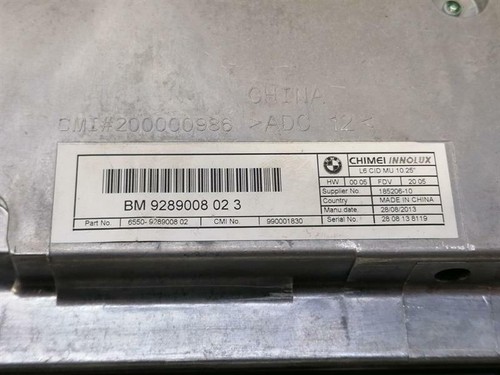 CHINA
CMI#200000986 >ADC 12<
CHIMEI INNOLUX
L6 CID MU 10.25"
HW 00 05 FDV 20 05
Supplier No. 185206-10
Country MADE IN CHINA
Manu date. 28/08/2013
Serial No. 28 08 13 8119
BM 9289008 02 3
Part No. 6550- 9289008 02 CMI No. 990001830